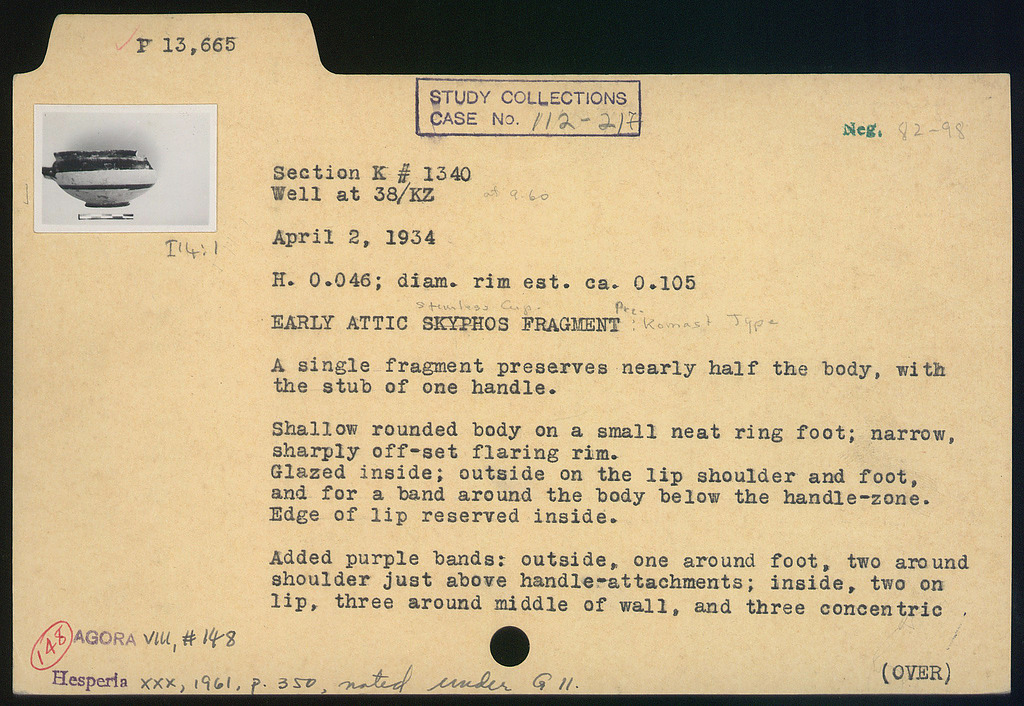 P 13,665
STUDY COLLECTIONS
CASE No. 112-217
Neg. 82-98
Section K # 1340
Well at 38/KZ at 9.60
I 14:1
April 2, 1934
H. 0.046; diam. rim est. ca. 0.105
stemless Cup. Pre-
EARLY ATTIC SKYPHOS FRAGMENT : Komast Type
A single fragment preserves nearly half the body, with
the stub of one handle.
Shallow rounded body on a small neat ring foot; narrow,
sharply off-set flaring rim.
Glazed inside; outside on the lip shoulder and foot,
and for a band around the body below the handle-zone.
Edge of lip reserved inside.
Added purple bands: outside, one around foot, two around
shoulder just above handle-attachments; inside, two on
lip, three around middle of wall, and three concentric
148 AGORA VIII, #148
Hesperia XXX, 1961, p. 350, noted under G 11.
(OVER)